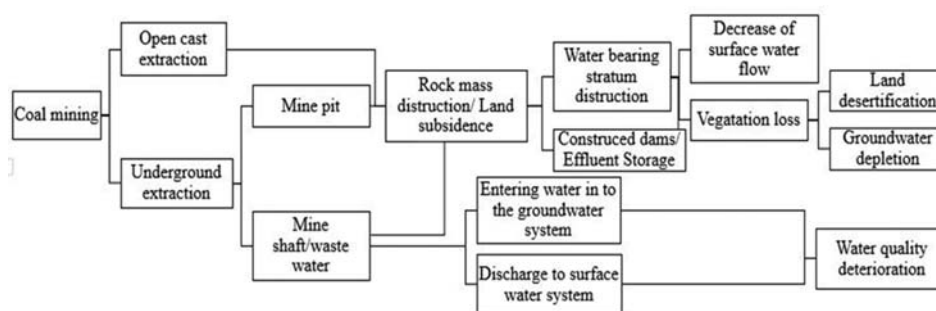 Coal mining
Open cast
extraction
Underground
extraction
Mine pit
Mine
shaft/waste
water
Rock mass
distruction/ Land
subsidence
Water bearing
stratum
distruction
Construced dams/
Effluent Storage
Entering water in to
the groundwater
system
Discharge to surface
water system
Decrease of
surface water
flow
Vegatation loss
Land
desertification
Groundwater
depletion
Water quality
deterioration